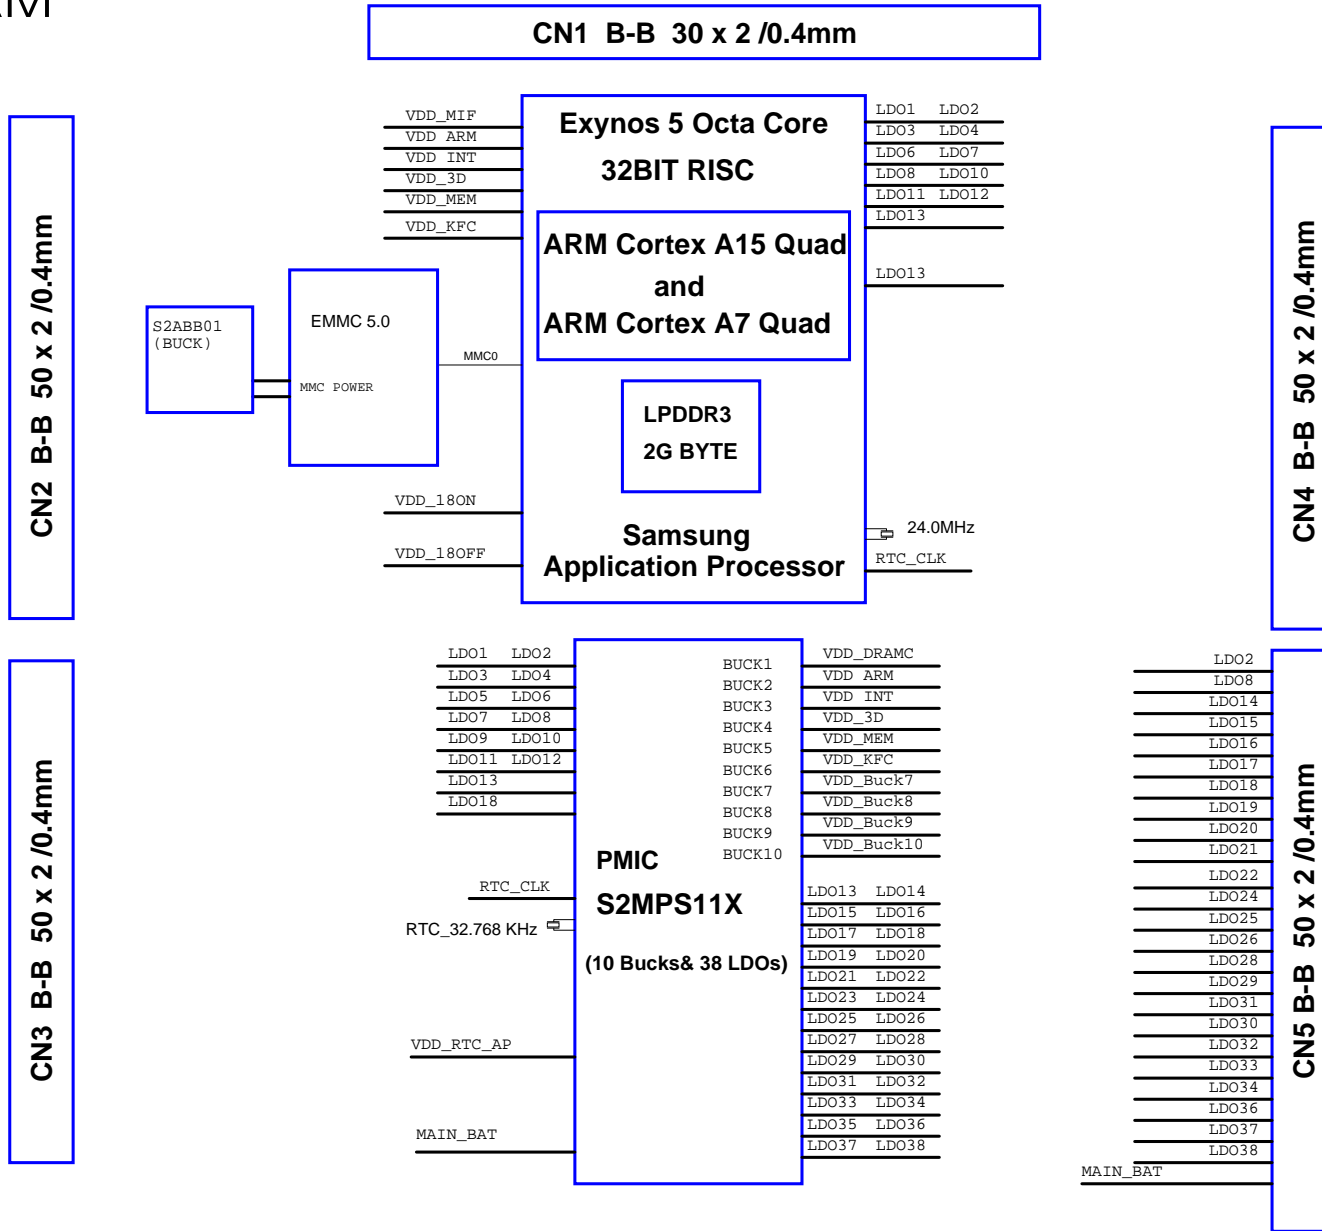 CN1 B-B 30 x 2 /0.4mm
CN2 B-B 50 x 2 /0.4mm
CN3 B-B 50 x 2 /0.4mm
VDD_MIF
VDD ARM
VDD INT
VDD_3D
VDD_MEM
VDD_KFC
S2ABB01
(BUCK)
EMMC 5.0
MMC POWER
MMC0
VDD_18ON
VDD_18OFF
Exynos 5 Octa Core
32BIT RISC
ARM Cortex A15 Quad
and
ARM Cortex A7 Quad
LPDDR3
2G BYTE
Samsung
Application Processor
LDO1 LDO2
LDO3 LDO4
LDO6 LDO7
LDO8 LDO10
LDO11 LDO12
LDO13
LDO13
24.0MHz
RTC_CLK
LDO1 LDO2
LDO3 LDO4
LDO5 LDO6
LDO7 LDO8
LDO9 LDO10
LDO11 LDO12
LDO13
LDO18
RTC_CLK
RTC_32.768 KHz
VDD_RTC_AP
MAIN_BAT
BUCK1
BUCK2
BUCK3
BUCK4
BUCK5
BUCK6
BUCK7
BUCK8
BUCK9
BUCK10
PMIC
S2MPS11X
(10 Bucks& 38 LDOs)
VDD_DRAMC
VDD ARM
VDD INT
VDD_3D
VDD_MEM
VDD_KFC
VDD_Buck7
VDD_Buck8
VDD_Buck9
VDD_Buck10
LDO13 LDO14
LDO15 LDO16
LDO17 LDO18
LDO19 LDO20
LDO21 LDO22
LDO23 LDO24
LDO25 LDO26
LDO27 LDO28
LDO29 LDO30
LDO31 LDO32
LDO33 LDO34
LDO35 LDO36
LDO37 LDO38
CN4 B-B 50 x 2 /0.4mm
LDO2
LDO8
LDO14
LDO15
LDO16
LDO17
LDO18
LDO19
LDO20
LDO21
LDO22
LDO24
LDO25
LDO26
LDO28
LDO29
LDO31
LDO30
LDO32
LDO33
LDO34
LDO36
LDO37
LDO38
MAIN_BAT
CN5 B-B 50 x 2 /0.4mm